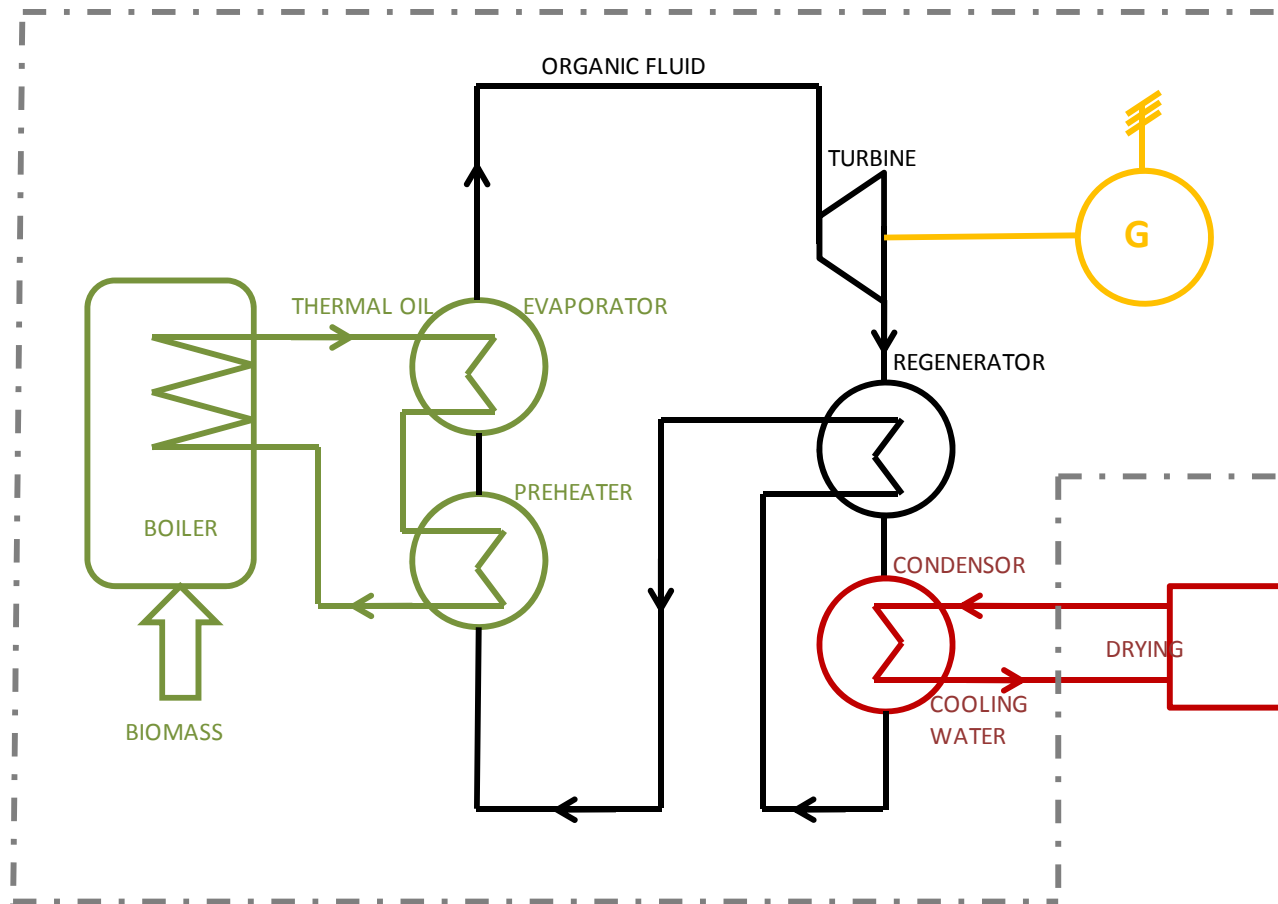 ORGANIC FLUID
TURBINE
G
THERMAL OIL
EVAPORATOR
REGENERATOR
PREHEATER
BOILER
CONDENSOR
DRYING
COOLING
WATER
BIOMASS